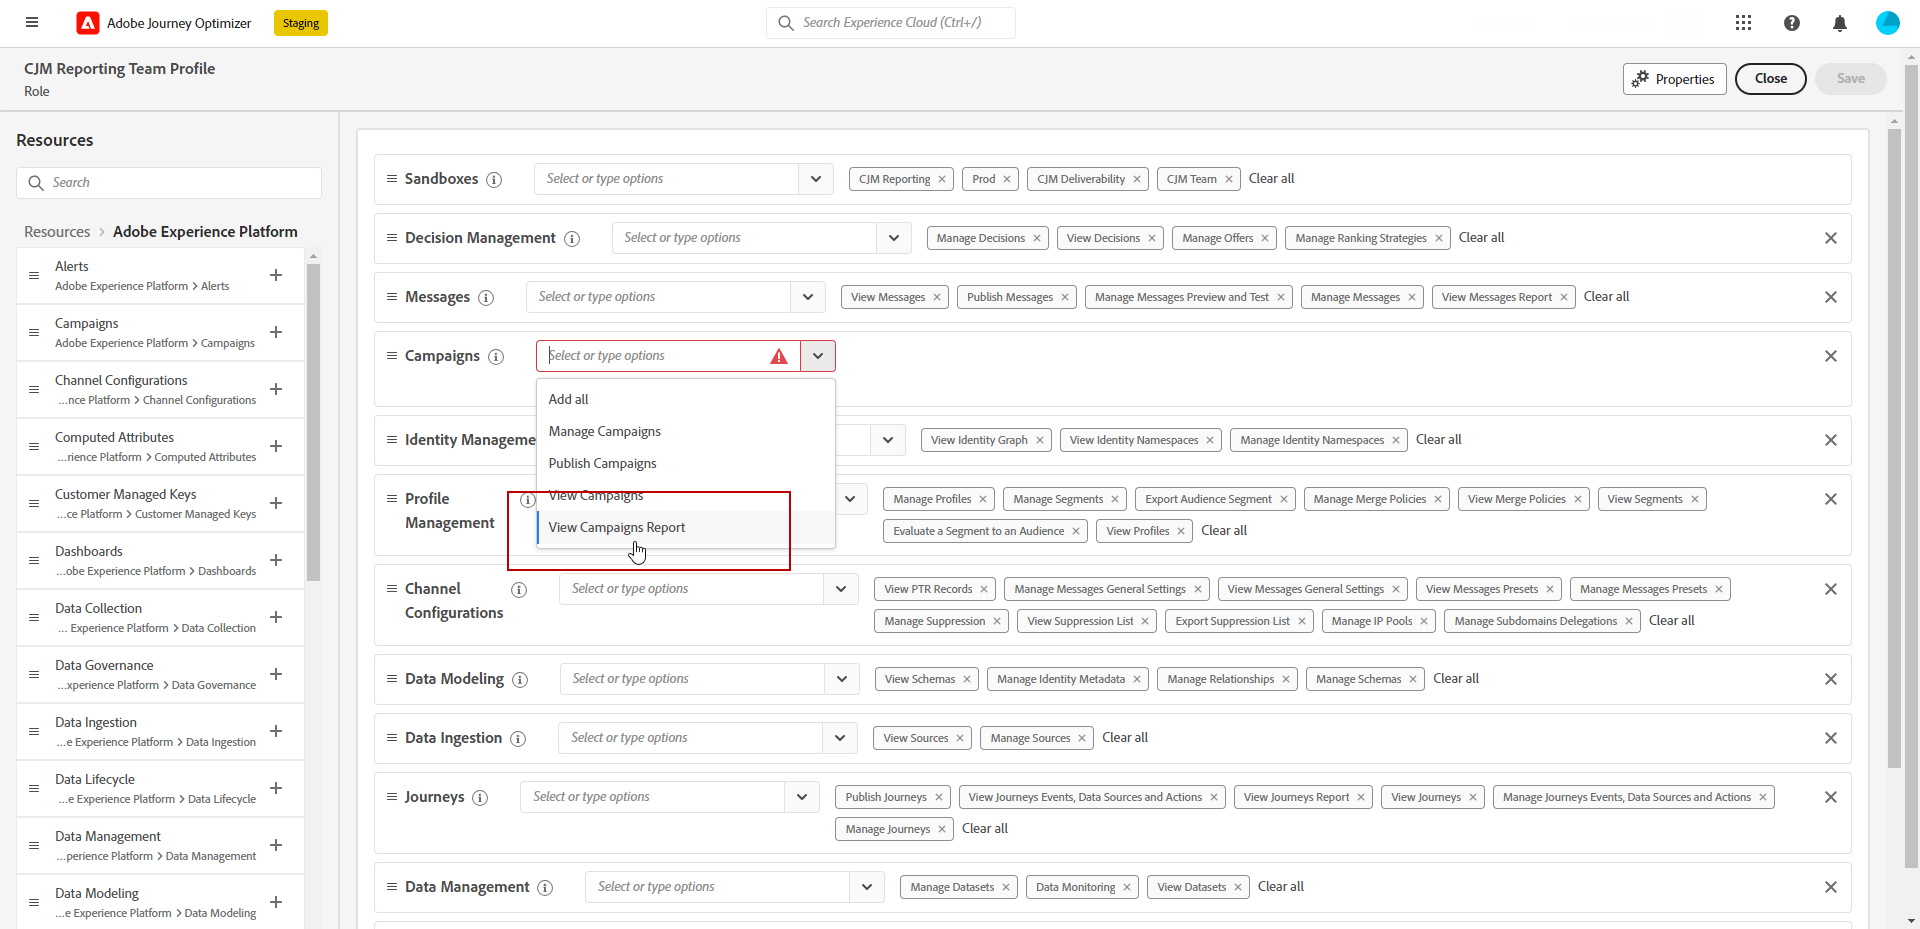 Adobe Journey Optimizer
Staging
Search Experience Cloud (Ctrl+/)
CJM Reporting Team Profile
Role
Properties
Close
Save
Resources
Search
Resources > Adobe Experience Platform
Alerts
Adobe Experience Platform > Alerts
Campaigns
Adobe Experience Platform > Campaigns
Channel Configurations
...nce Platform > Channel Configurations
Computed Attributes
...rience Platform > Computed Attributes
Customer Managed Keys
...ce Platform > Customer Managed Keys
Dashboards
...obe Experience Platform > Dashboards
Data Collection
... Experience Platform > Data Collection
Data Governance
...xperience Platform > Data Governance
Data Ingestion
...e Experience Platform > Data Ingestion
Data Lifecycle
...e Experience Platform > Data Lifecycle
Data Management
...perience Platform > Data Management
Data Modeling
...e Experience Platform > Data Modeling
Sandboxes Select or type options CJM Reporting Prod CJM Deliverability CJM Team Clear all
Decision Management Select or type options Manage Decisions View Decisions Manage Offers Manage Ranking Strategies Clear all
Messages Select or type options View Messages Publish Messages Manage Messages Preview and Test Manage Messages View Messages Report Clear all
Campaigns Select or type options
Add all
Manage Campaigns
Publish Campaigns
View Campaigns
View Campaigns Report
Identity Manageme View Identity Graph View Identity Namespaces Manage Identity Namespaces Clear all
Profile Management
Manage Profiles Manage Segments Export Audience Segment Manage Merge Policies View Merge Policies View Segments
Evaluate a Segment to an Audience View Profiles Clear all
Channel Configurations
Select or type options View PTR Records Manage Messages General Settings View Messages General Settings View Messages Presets Manage Messages Presets
Manage Suppression View Suppression List Export Suppression List Manage IP Pools Manage Subdomains Delegations Clear all
Data Modeling Select or type options View Schemas Manage Identity Metadata Manage Relationships Manage Schemas Clear all
Data Ingestion Select or type options View Sources Manage Sources Clear all
Journeys Select or type options Publish Journeys View Journeys Events, Data Sources and Actions View Journeys Report View Journeys Manage Journeys Events, Data Sources and Actions
Manage Journeys Clear all
Data Management Select or type options Manage Datasets Data Monitoring View Datasets Clear all